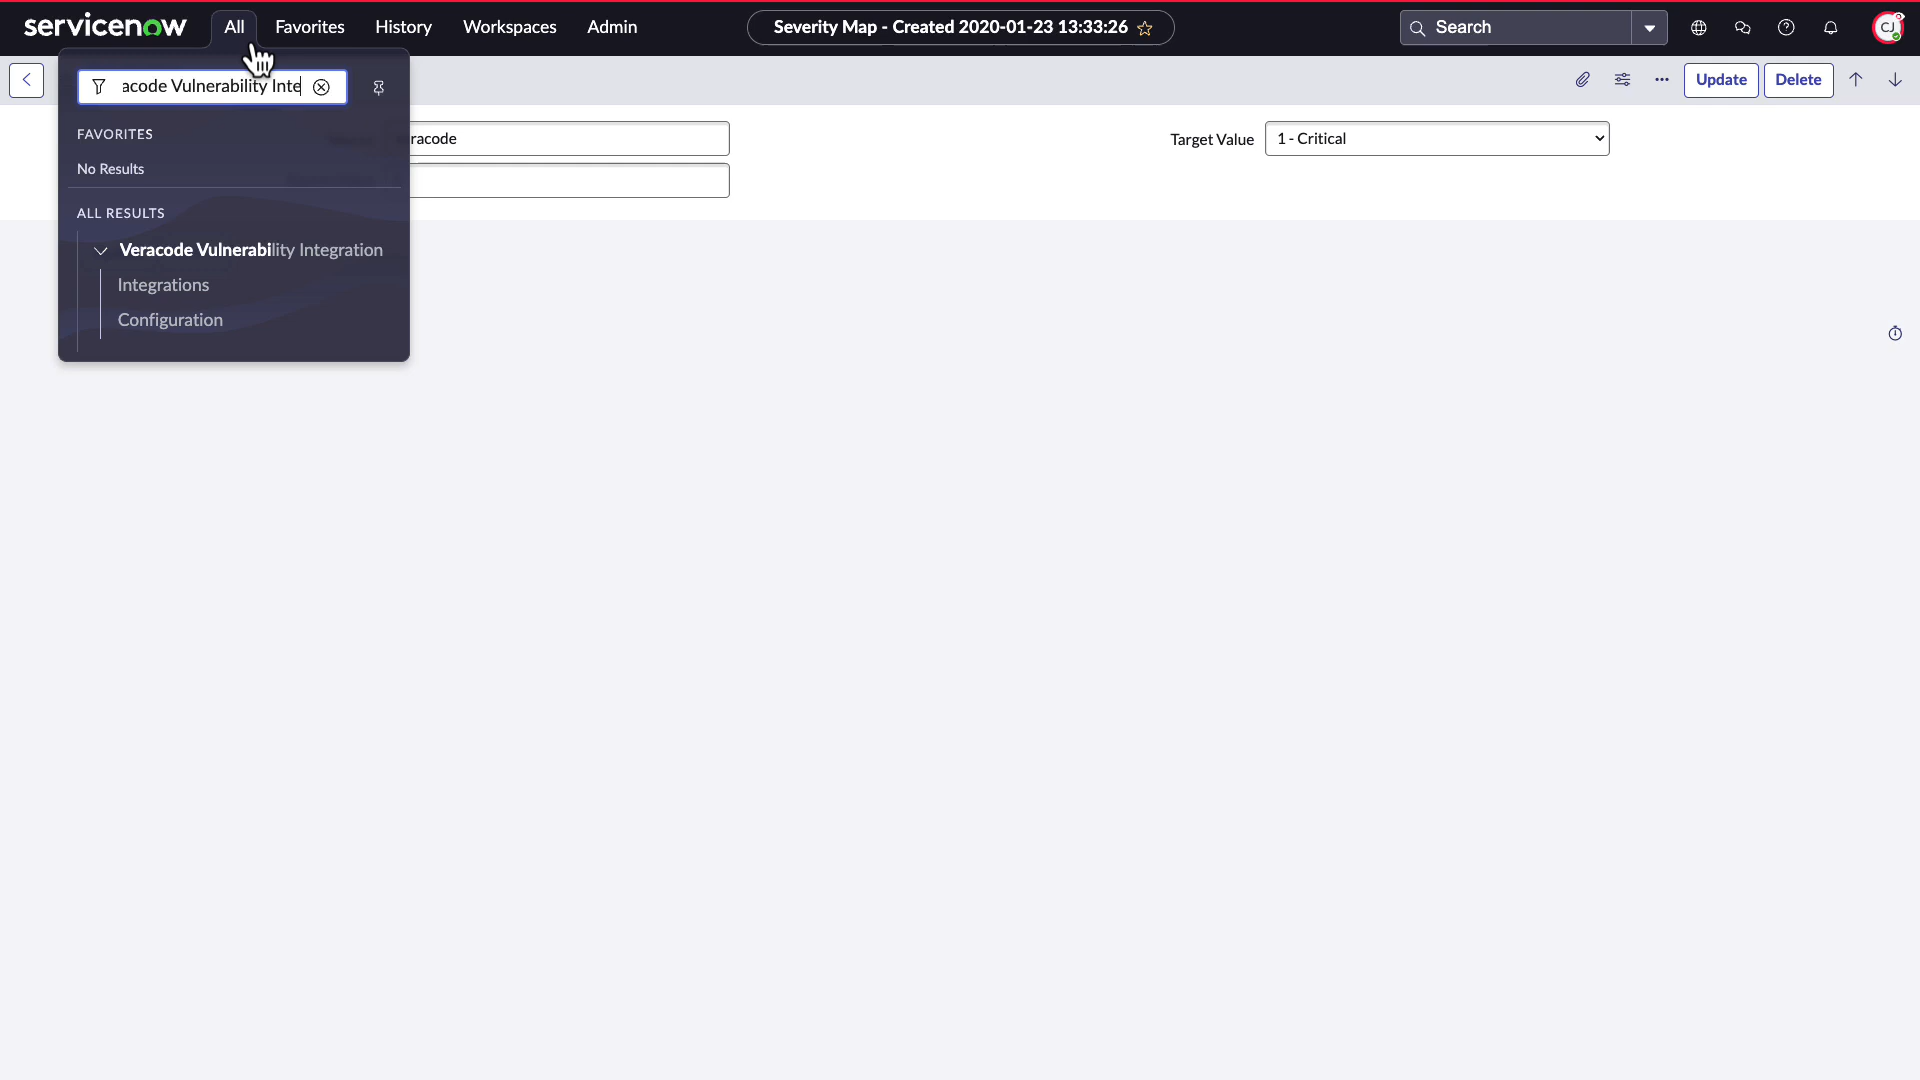 servicenow All Favorites History Workspaces Admin Severity Map - Created 2020-01-23 13:33:26 Search CJ
acode Vulnerability Inte Update Delete
FAVORITES
racode Target Value 1 - Critical
No Results
ALL RESULTS
Veracode Vulnerability Integration
Integrations
Configuration